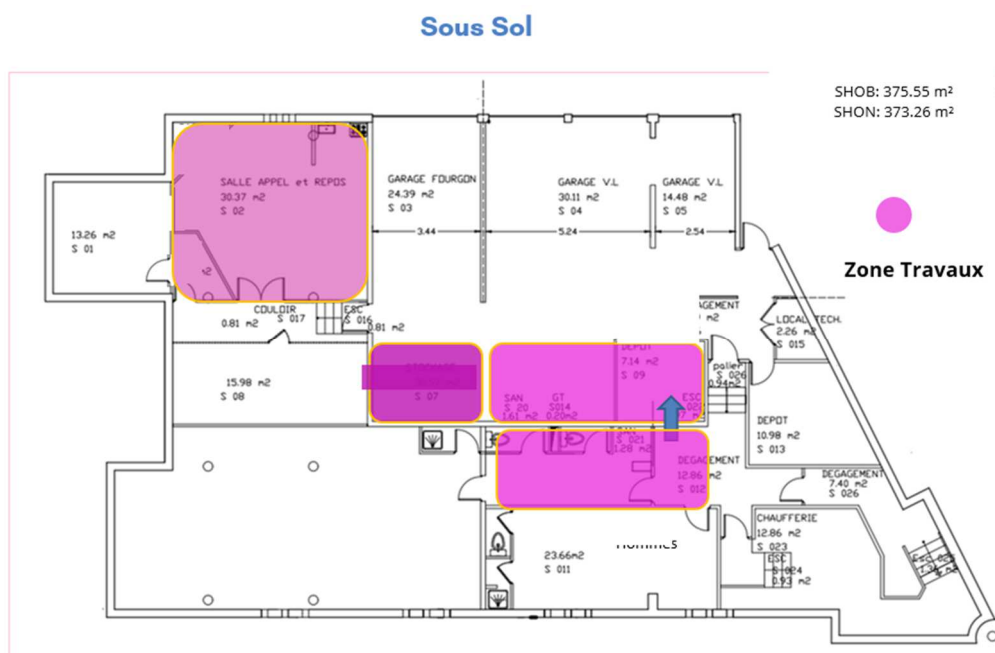 Sous Sol
SHOB: 375.55 m²
SHON: 373.26 m²
Zone Travaux
SALLE APPEL et REPOS
30.37 m2
S 02
GARAGE FOURGON
24.39 m2
S 03
GARAGE V.L
30.11 m2
S 04
GARAGE V.L
14.48 m2
S 05
13.26 m2
S 01
3.44
5.24
2.54
COULOIR
S 017
0.81 m2
ESC
S 016
0.81 m2
AGEMENT
m2
LOCAL TECH.
2.26 m2
S 015
15.98 m2
S 08
S 07
DEPOT
7.14 m2
S 09
palier
S 026
0.94m2
SAN
S 20
1.61 m2
GT
S014
0.20m2
ESC
S 021
1.28 m2
DEPOT
10.98 m2
S 013
DEGAGEMENT
12.86 m2
S 012
DEGAGEMENT
7.40 m2
S 026
CHAUFFERIE
12.86 m2
S 023
ESC
S 024
0.93 m2
Hommes
23.66m2
S 011